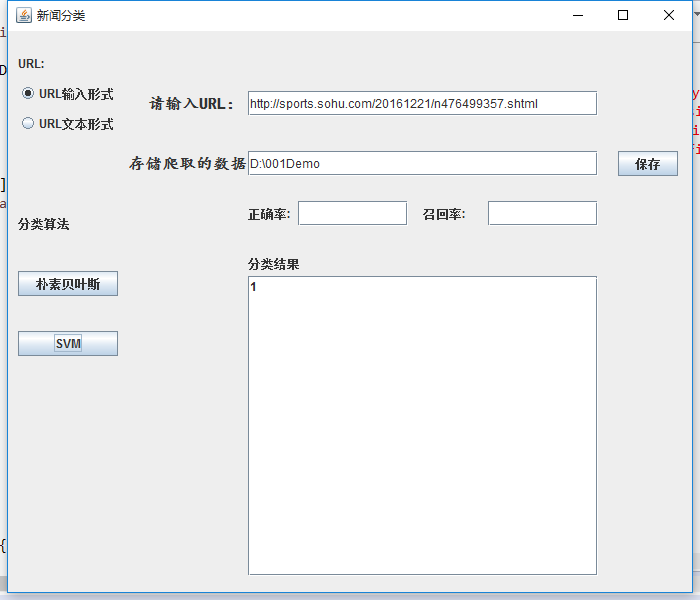 新闻分类
URL:
URL输入形式
请输入URL: http://sports.sohu.com/20161221/n476499357.shtml
URL文本形式
存储爬取的数据 D:\001Demo 保存
正确率: 召回率:
分类算法
分类结果
朴素贝叶斯 1
SVM